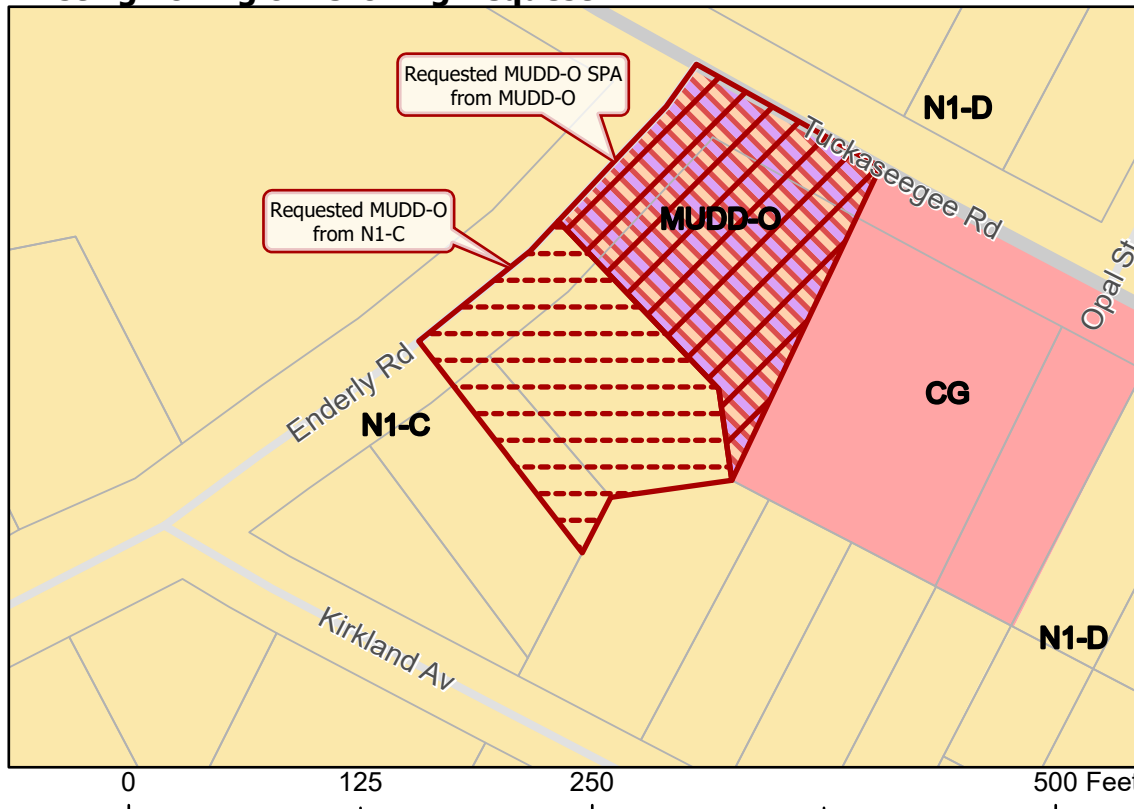 Requested MUDD-O SPA
from MUDD-O
N1-D
Tuckaseegee Rd
Requested MUDD-O
from N1-C
MUDD-O
Opal St
CG
Enderly Rd
N1-C
Kirkland Av
N1-D
0 125 250 500 Feet